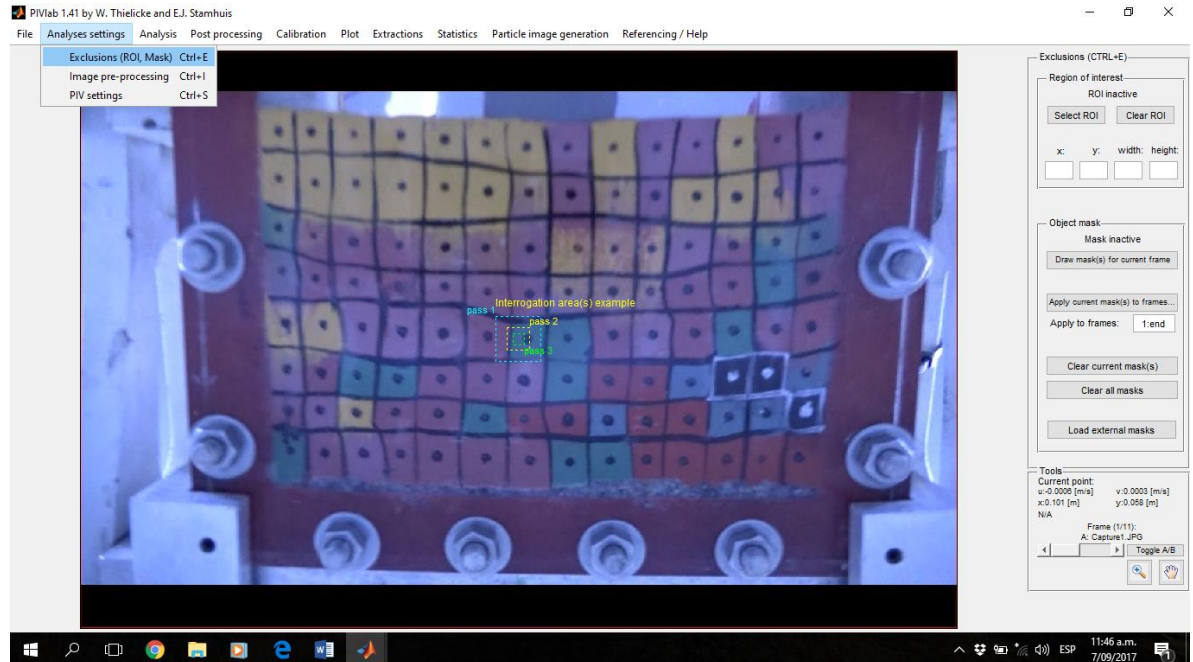 PIVlab 1.41 by W. Thielicke and E.J. Stamhuis
File Analyses settings Analysis Post processing Calibration Plot Extractions Statistics Particle image generation Referencing / Help
Exclusions (ROI, Mask) Ctrl+E
Image pre-processing Ctrl+I
PIV settings Ctrl+S
Interrogation area(s) example
pass 1
pass 2
pass 3
Exclusions (CTRL+E)
Region of interest
ROI inactive
Select ROI Clear ROI
x: y: width: height:
Object mask
Mask inactive
Draw mask(s) for current frame
Apply current mask(s) to frames...
Apply to frames: 1:end
Clear current mask(s)
Clear all masks
Load external masks
Tools
Current point:
u:-0.0006 [m/s] v:0.0003 [m/s]
x:0.101 [m] y:0.058 [m]
N/A
Frame (1/11):
A: Capture1.JPG
Toggle A/B
ESP
11:46 a.m.
7/09/2017
1